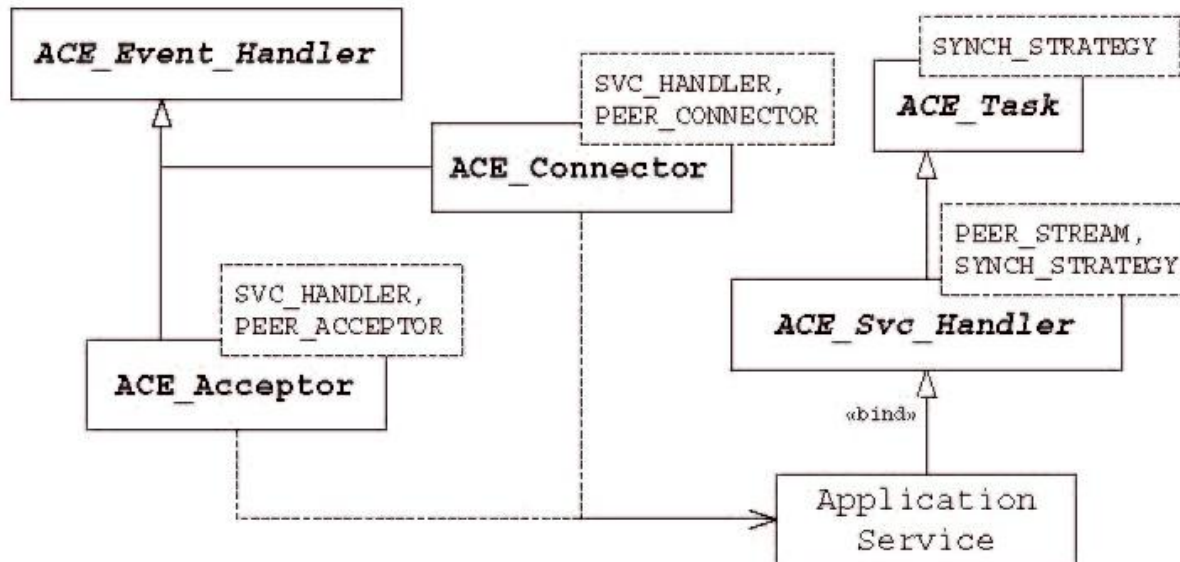 ACE_Event_Handler
SYNCH_STRATEGY
ACE_Task
SVC_HANDLER,
PEER_CONNECTOR
ACE_Connector
PEER_STREAM,
SYNCH_STRATEGY
ACE_Svc_Handler
SVC_HANDLER,
PEER_ACCEPTOR
ACE_Acceptor
«bind»
Application
Service